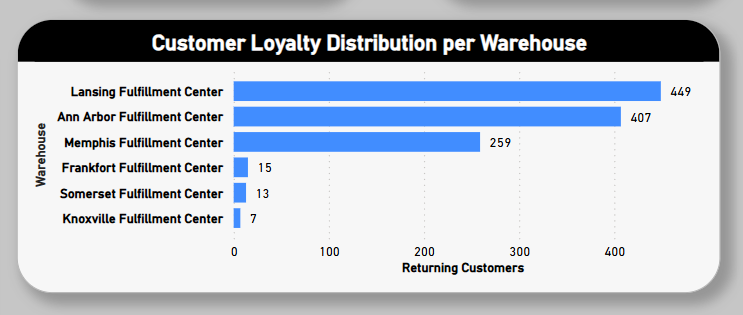 Customer Loyalty Distribution per Warehouse
Warehouse
Lansing Fulfillment Center 449
Ann Arbor Fulfillment Center 407
Memphis Fulfillment Center 259
Frankfort Fulfillment Center 15
Somerset Fulfillment Center 13
Knoxville Fulfillment Center 7
0 100 200 300 400
Returning Customers